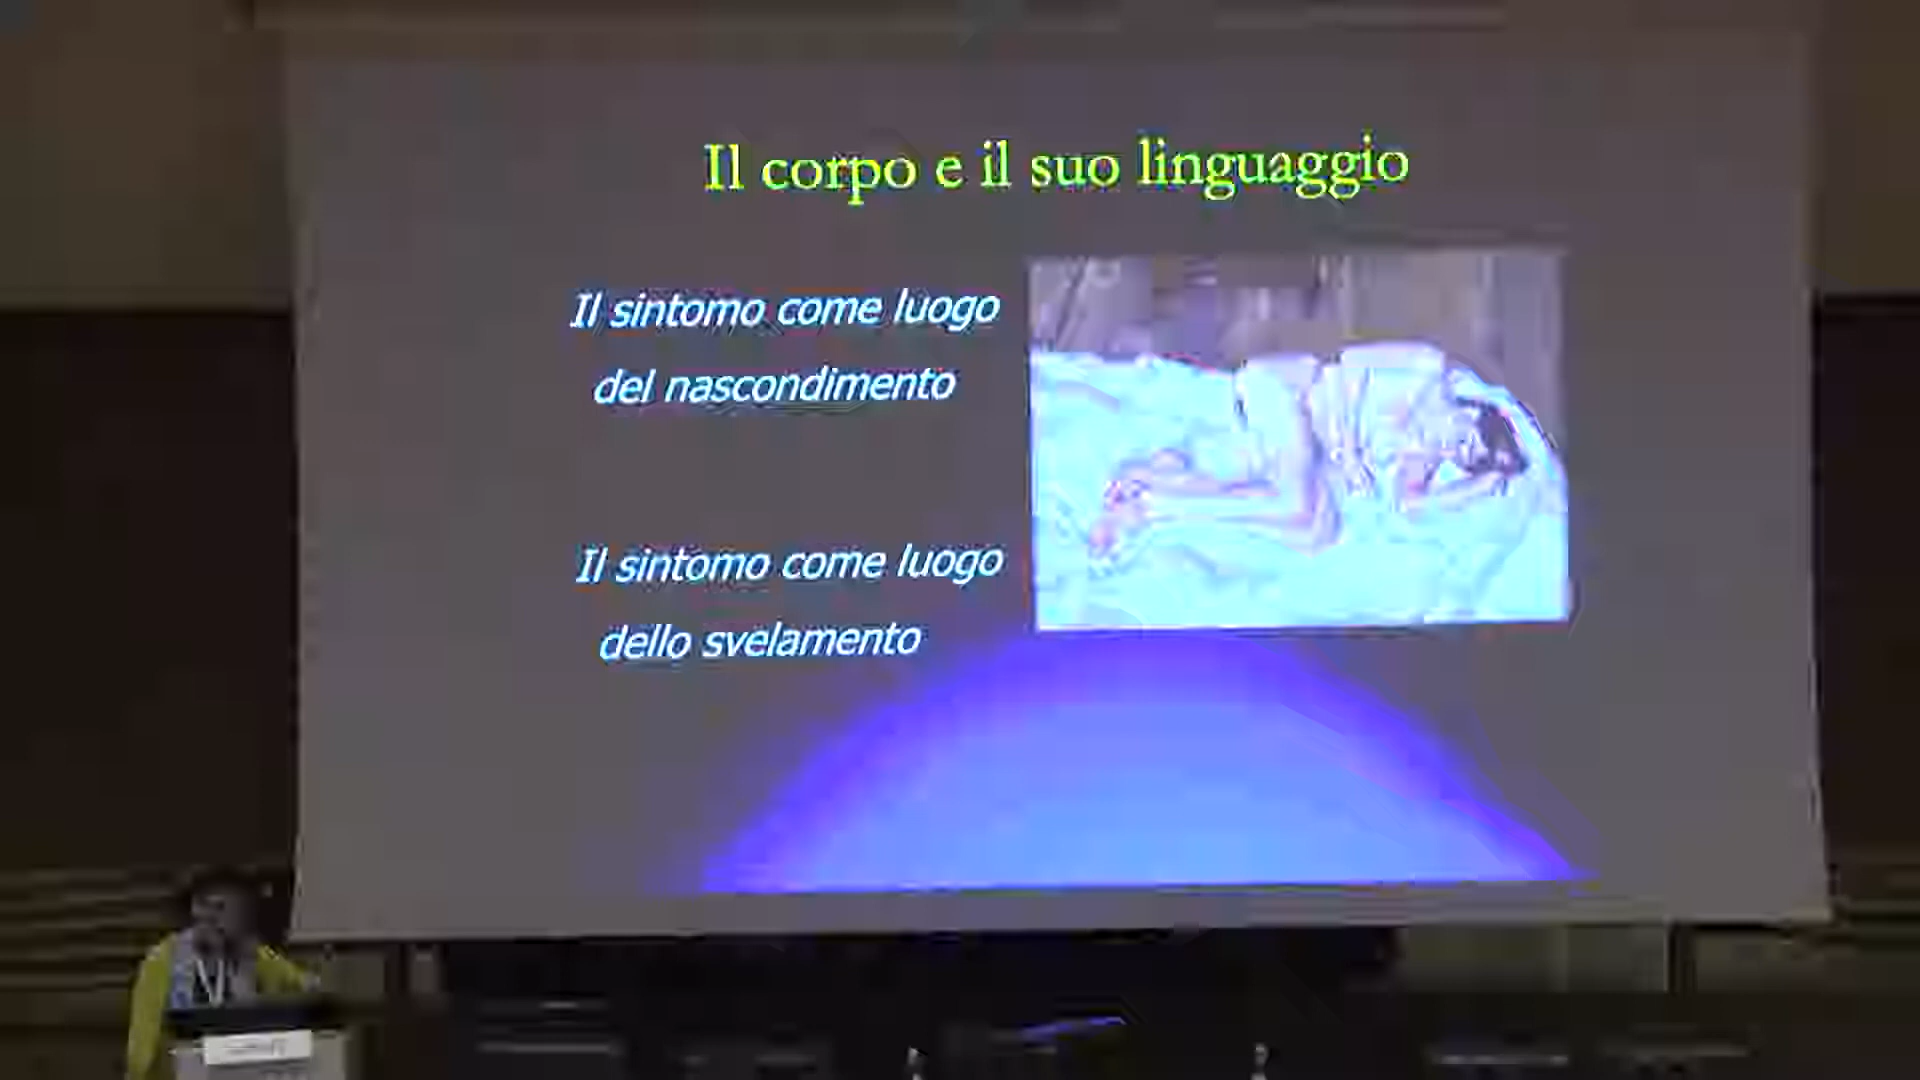 Il corpo e il suo linguaggio
Il sintomo come luogo
del nascondimento
Il sintomo come luogo
dello svelamento